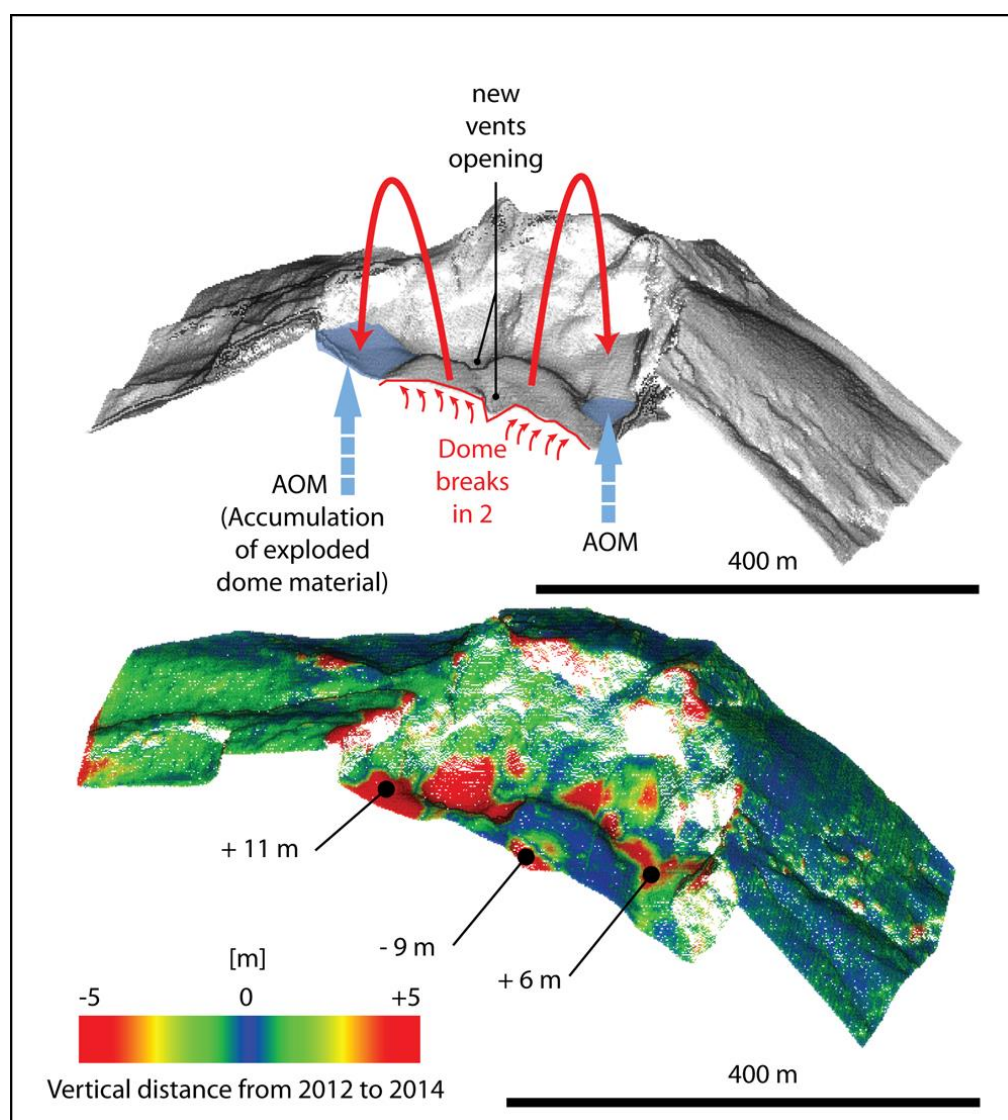 new
vents
opening
Dome
breaks
in 2
AOM
(Accumulation
of exploded
dome material)
AOM
400 m
+ 11 m
- 9 m
+ 6 m
[m]
-5 0 +5
Vertical distance from 2012 to 2014
400 m